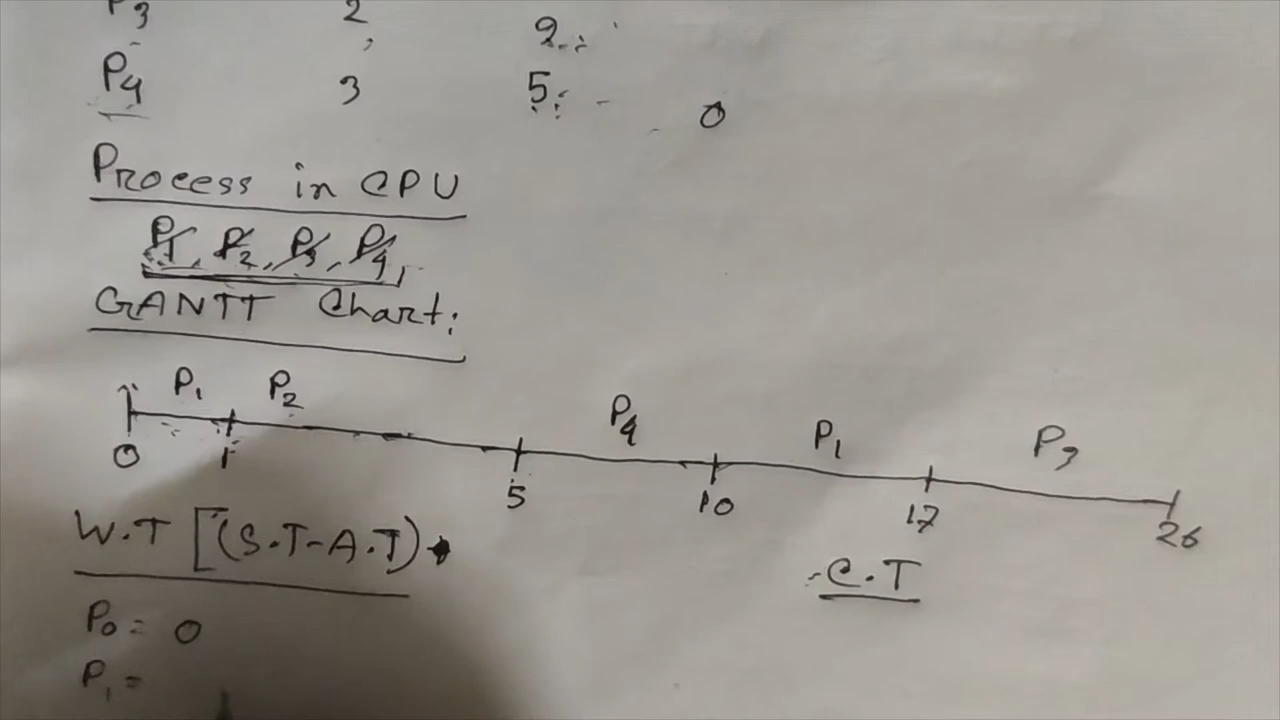 P3 2 9
P4 3 5 0
Process in CPU
P1, P2, P3, P4,
GANTT Chart:
P1 P2 P4 P1 P3
0 1 5 10 17 26
W.T [(S.T-A.T)
C.T
P0 = 0
P1 =